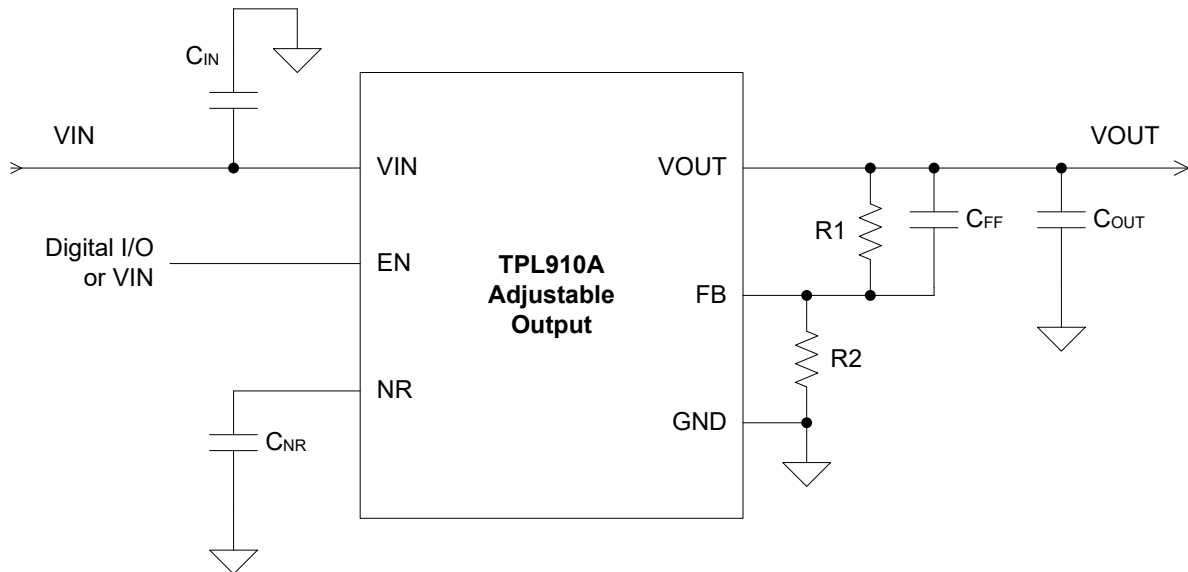 CIN
VIN
VIN
VOUT
VOUT
Digital I/O
or VIN
EN
TPL910A
Adjustable
Output
FB
R1
CFF
COUT
R2
NR
GND
CNR